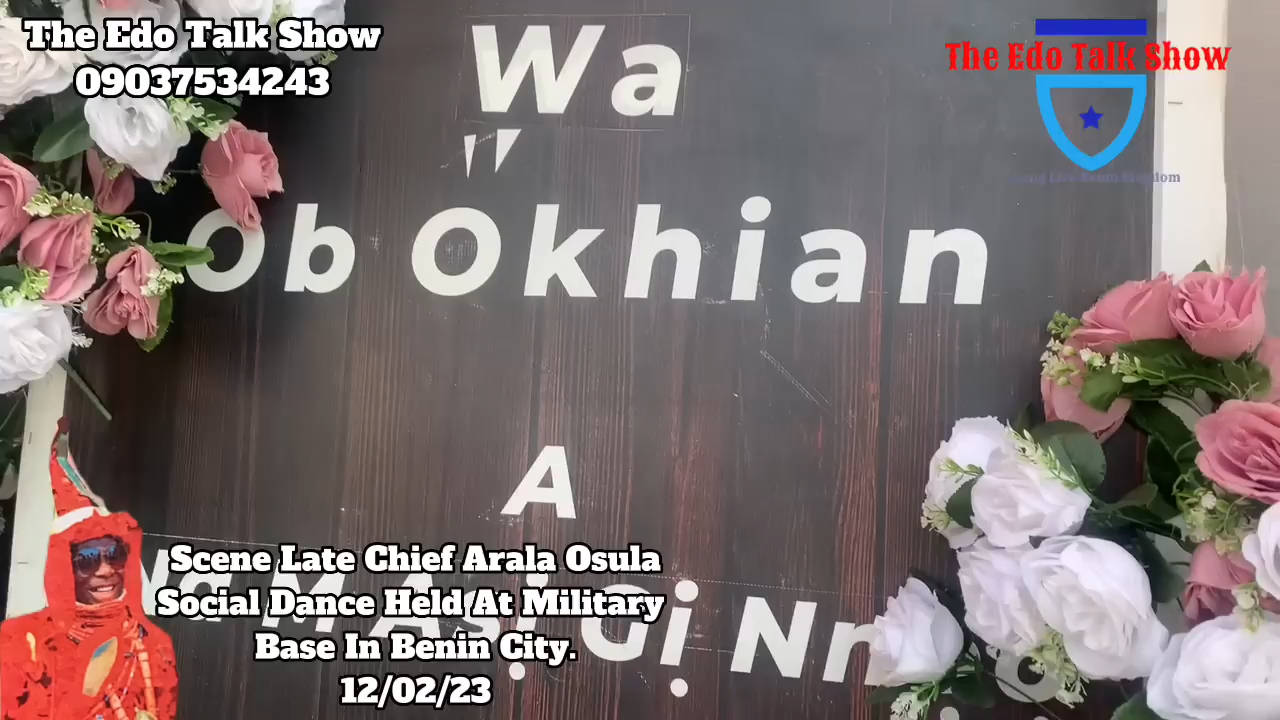 The Edo Talk Show
09037534243
The Edo Talk Show
Wa
Ob Okhian
A
Scene Late Chief Arala Osula
Social Dance Held At Military
Base In Benin City.
12/02/23